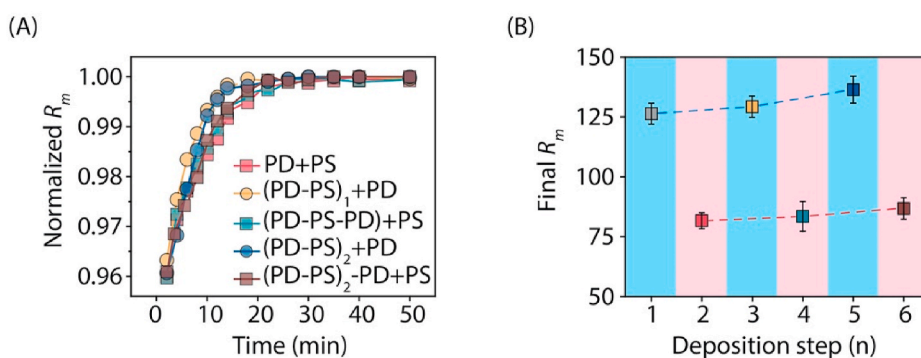 (A)
Normalized Rm
1.00
0.99
0.98
0.97
0.96
PD+PS
(PD-PS)1+PD
(PD-PS-PD)+PS
(PD-PS)2+PD
(PD-PS)2-PD+PS
0 10 20 30 40 50
Time (min)
(B)
Final Rm
150
125
100
75
50
1 2 3 4 5 6
Deposition step (n)